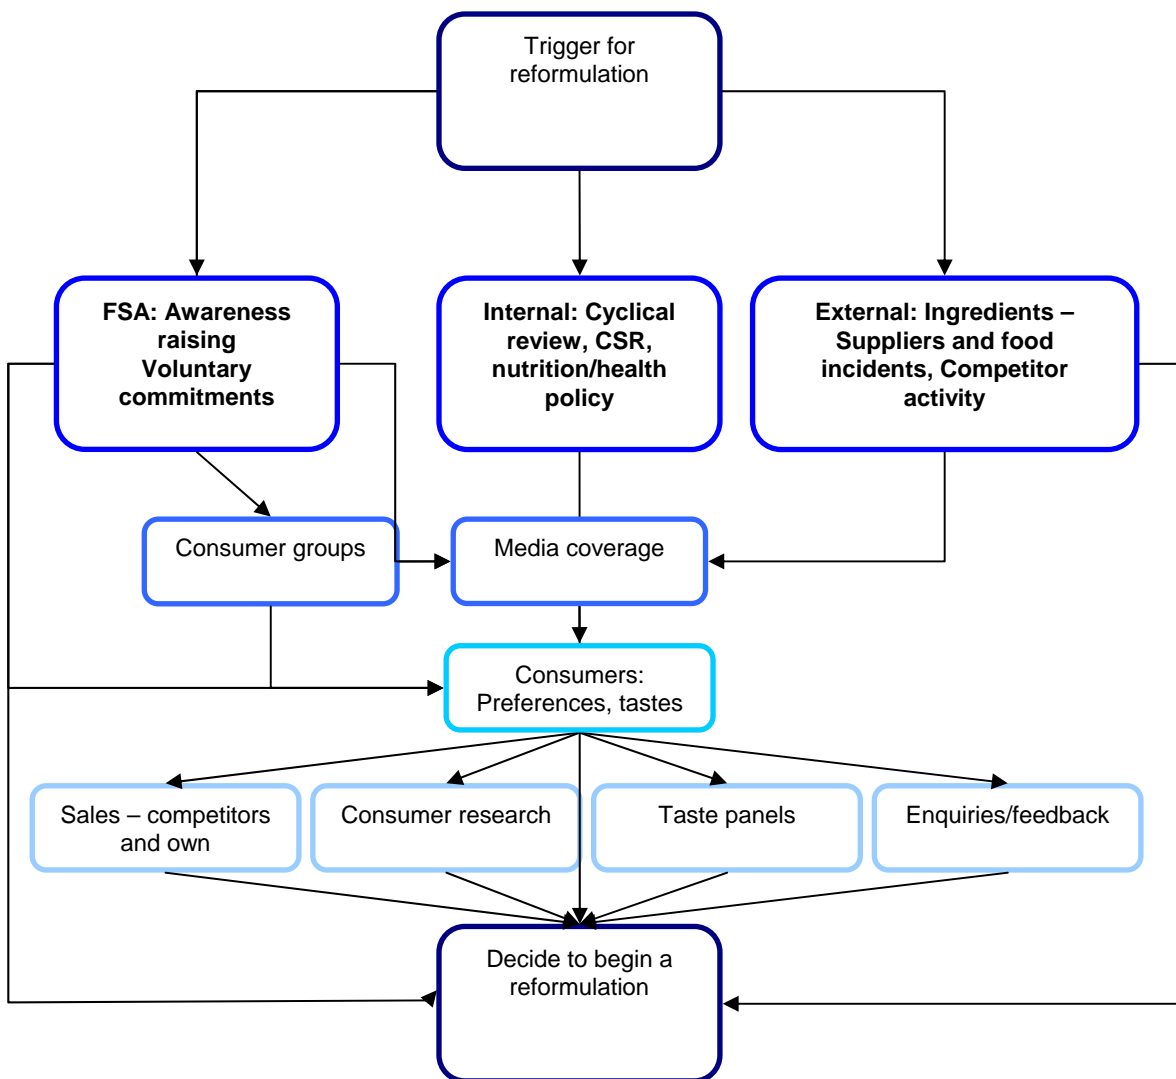 Trigger for
reformulation
FSA: Awareness
raising
Voluntary
commitments
Internal: Cyclical
review, CSR,
nutrition/health
policy
External: Ingredients –
Suppliers and food
incidents, Competitor
activity
Consumer groups
Media coverage
Consumers:
Preferences, tastes
Sales – competitors
and own
Consumer research
Taste panels
Enquiries/feedback
Decide to begin a
reformulation